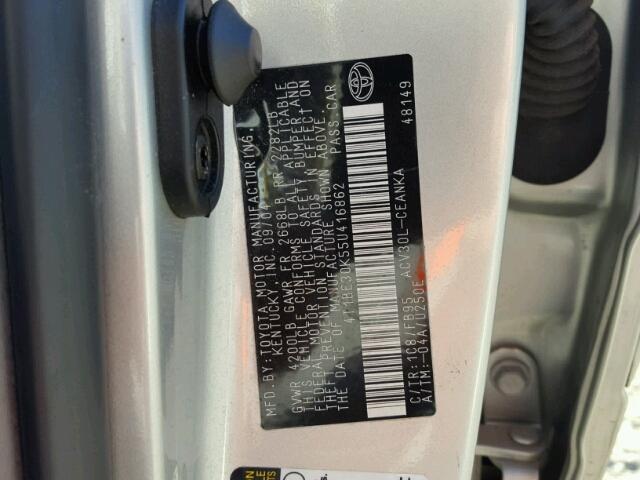 MFD.BY:TOYOTA MOTOR MANUFACTURING,
KENTUCKY, INC. 09/04
GVWR 4200LB GAWR FR 2668LB RR 2282LB
THIS VEHICLE CONFORMS TO ALL APPLICABLE
FEDERAL MOTOR VEHICLE SAFETY, BUMPER AND
THEFT PREVENTION STANDARDS IN EFFECT ON
THE DATE OF MANUFACTURE SHOWN ABOVE.
4T1BE30K55U416862 PASS.CAR
C/TR:1C8/FB95 ACV30L-CEANKA
A/TM:-04A/U250E 48149